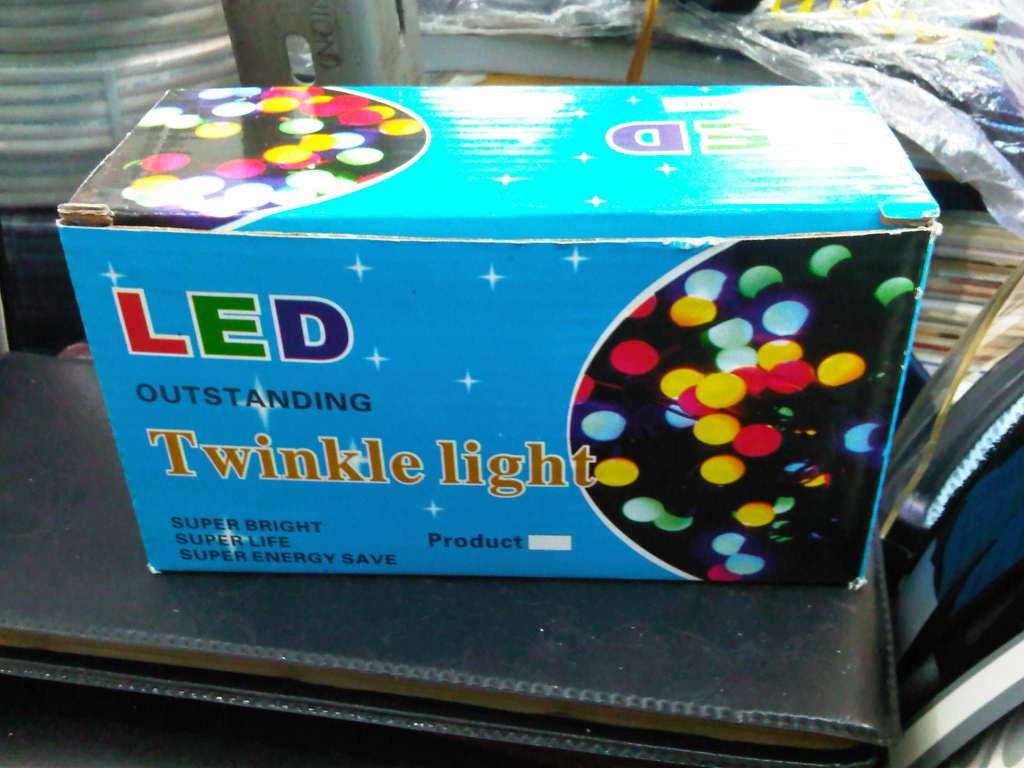 LED
LED
OUTSTANDING
Twinkle light
SUPER BRIGHT
SUPER LIFE
SUPER ENERGY SAVE
Product